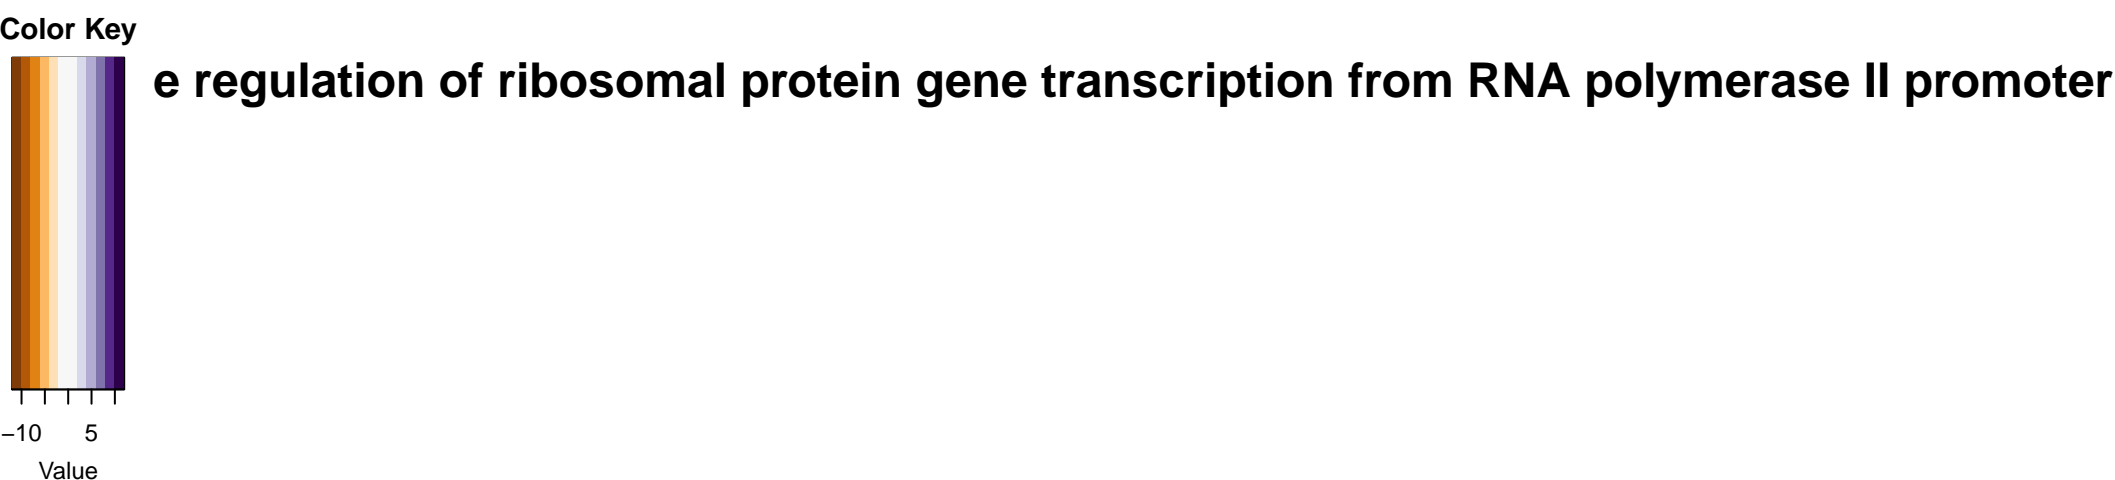 Color Key
e regulation of ribosomal protein gene transcription from RNA polymerase II promoter
−10 5
Value